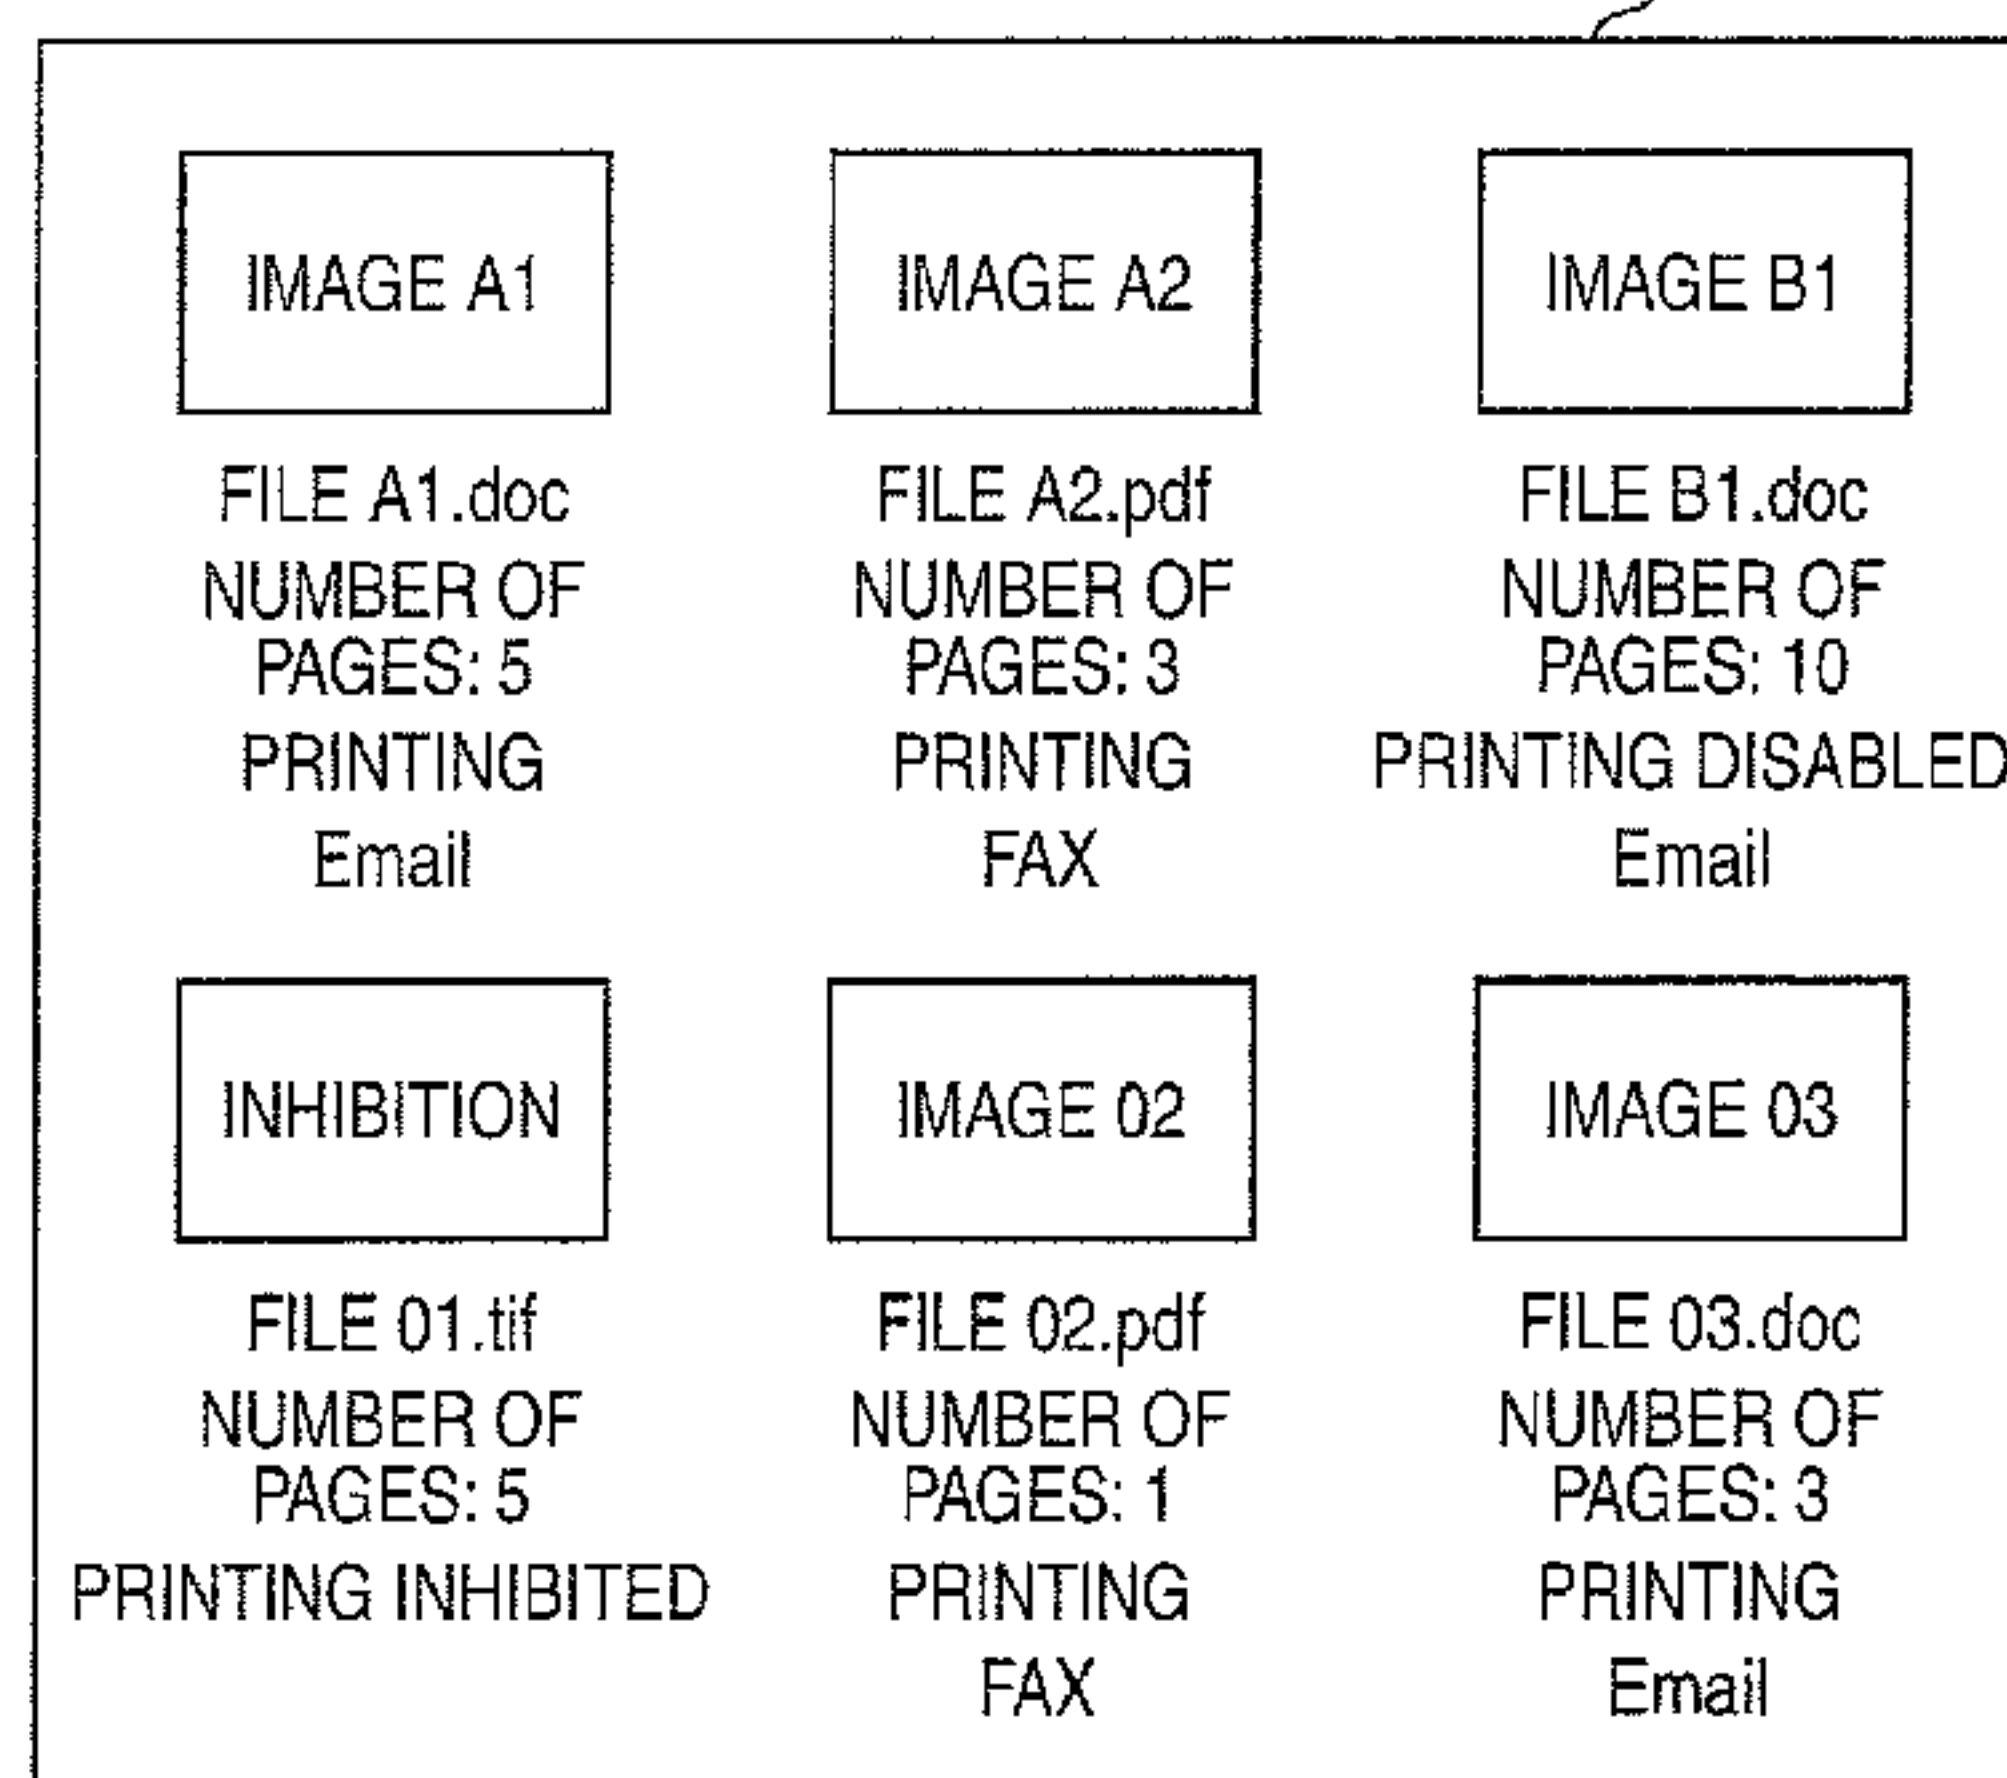 IMAGE A1
FILE A1.doc
NUMBER OF
PAGES: 5
PRINTING
Email
IMAGE A2
FILE A2.pdf
NUMBER OF
PAGES: 3
PRINTING
FAX
IMAGE B1
FILE B1.doc
NUMBER OF
PAGES: 10
PRINTING DISABLED
Email
INHIBITION
FILE 01.tif
NUMBER OF
PAGES: 5
PRINTING INHIBITED
IMAGE 02
FILE 02.pdf
NUMBER OF
PAGES: 1
PRINTING
FAX
IMAGE 03
FILE 03.doc
NUMBER OF
PAGES: 3
PRINTING
Email